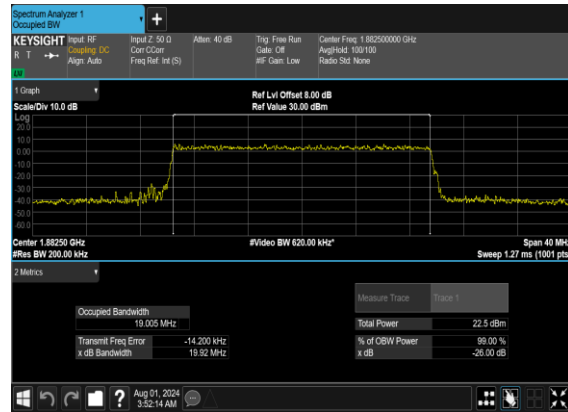 Spectrum Analyzer 1
Occupied BW
KEYSIGHT
R T
LXI
Input: RF
Coupling: DC
Align: Auto
Input Z: 50 Ω
Corr CCorr
Freq Ref: Int (S)
Atten: 40 dB
Trig: Free Run
Gate: Off
#IF Gain: Low
Center Freq: 1.882500000 GHz
Avg|Hold: 100/100
Radio Std: None
1 Graph
Scale/Div 10.0 dB
Ref Lvl Offset 8.00 dB
Ref Value 30.00 dBm
Log
20.0
10.0
0.00
-10.0
-20.0
-30.0
-40.0
-50.0
-60.0
Center 1.88250 GHz
#Res BW 200.00 kHz
#Video BW 620.00 kHz*
Span 40 MHz
Sweep 1.27 ms (1001 pts
2 Metrics
Measure Trace
Trace 1
Occupied Bandwidth
19.005 MHz
Total Power
22.5 dBm
Transmit Freq Error
-14.200 kHz
% of OBW Power
99.00 %
x dB Bandwidth
19.92 MHz
x dB
-26.00 dB
?
Aug 01, 2024
3:52:14 AM